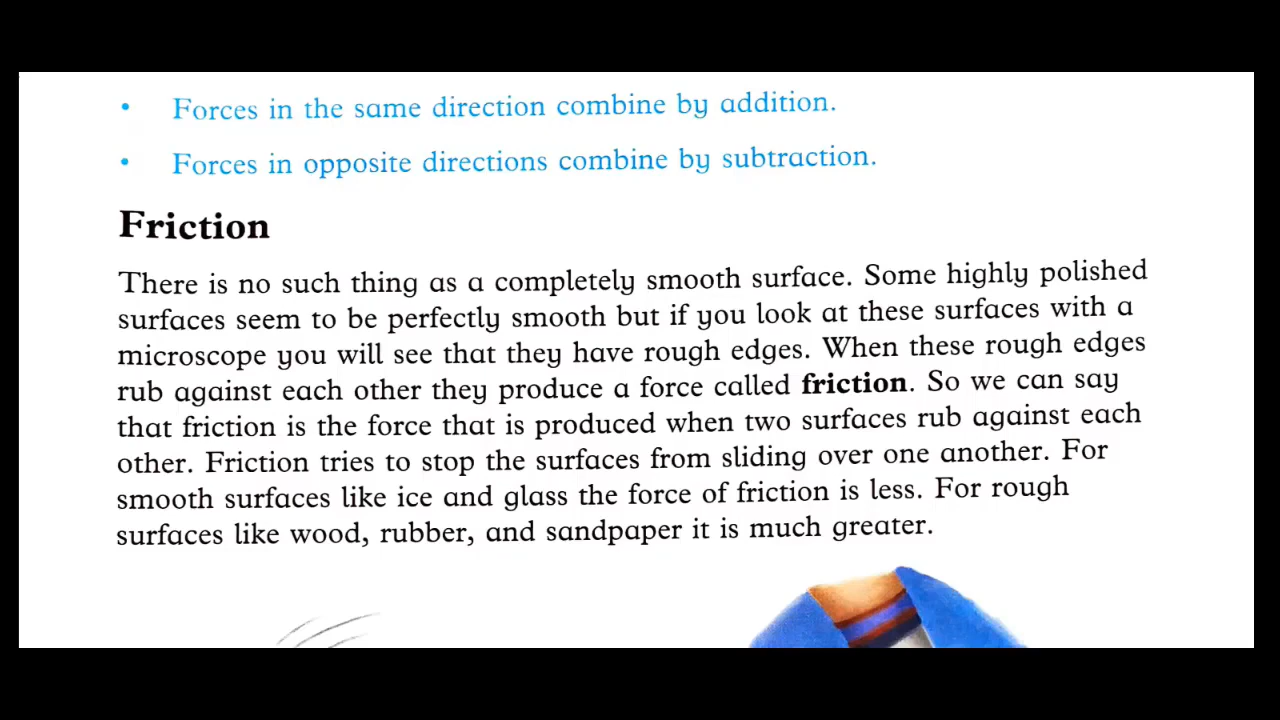 • Forces in the same direction combine by addition.
• Forces in opposite directions combine by subtraction.
Friction
There is no such thing as a completely smooth surface. Some highly polished
surfaces seem to be perfectly smooth but if you look at these surfaces with a
microscope you will see that they have rough edges. When these rough edges
rub against each other they produce a force called friction. So we can say
that friction is the force that is produced when two surfaces rub against each
other. Friction tries to stop the surfaces from sliding over one another. For
smooth surfaces like ice and glass the force of friction is less. For rough
surfaces like wood, rubber, and sandpaper it is much greater.